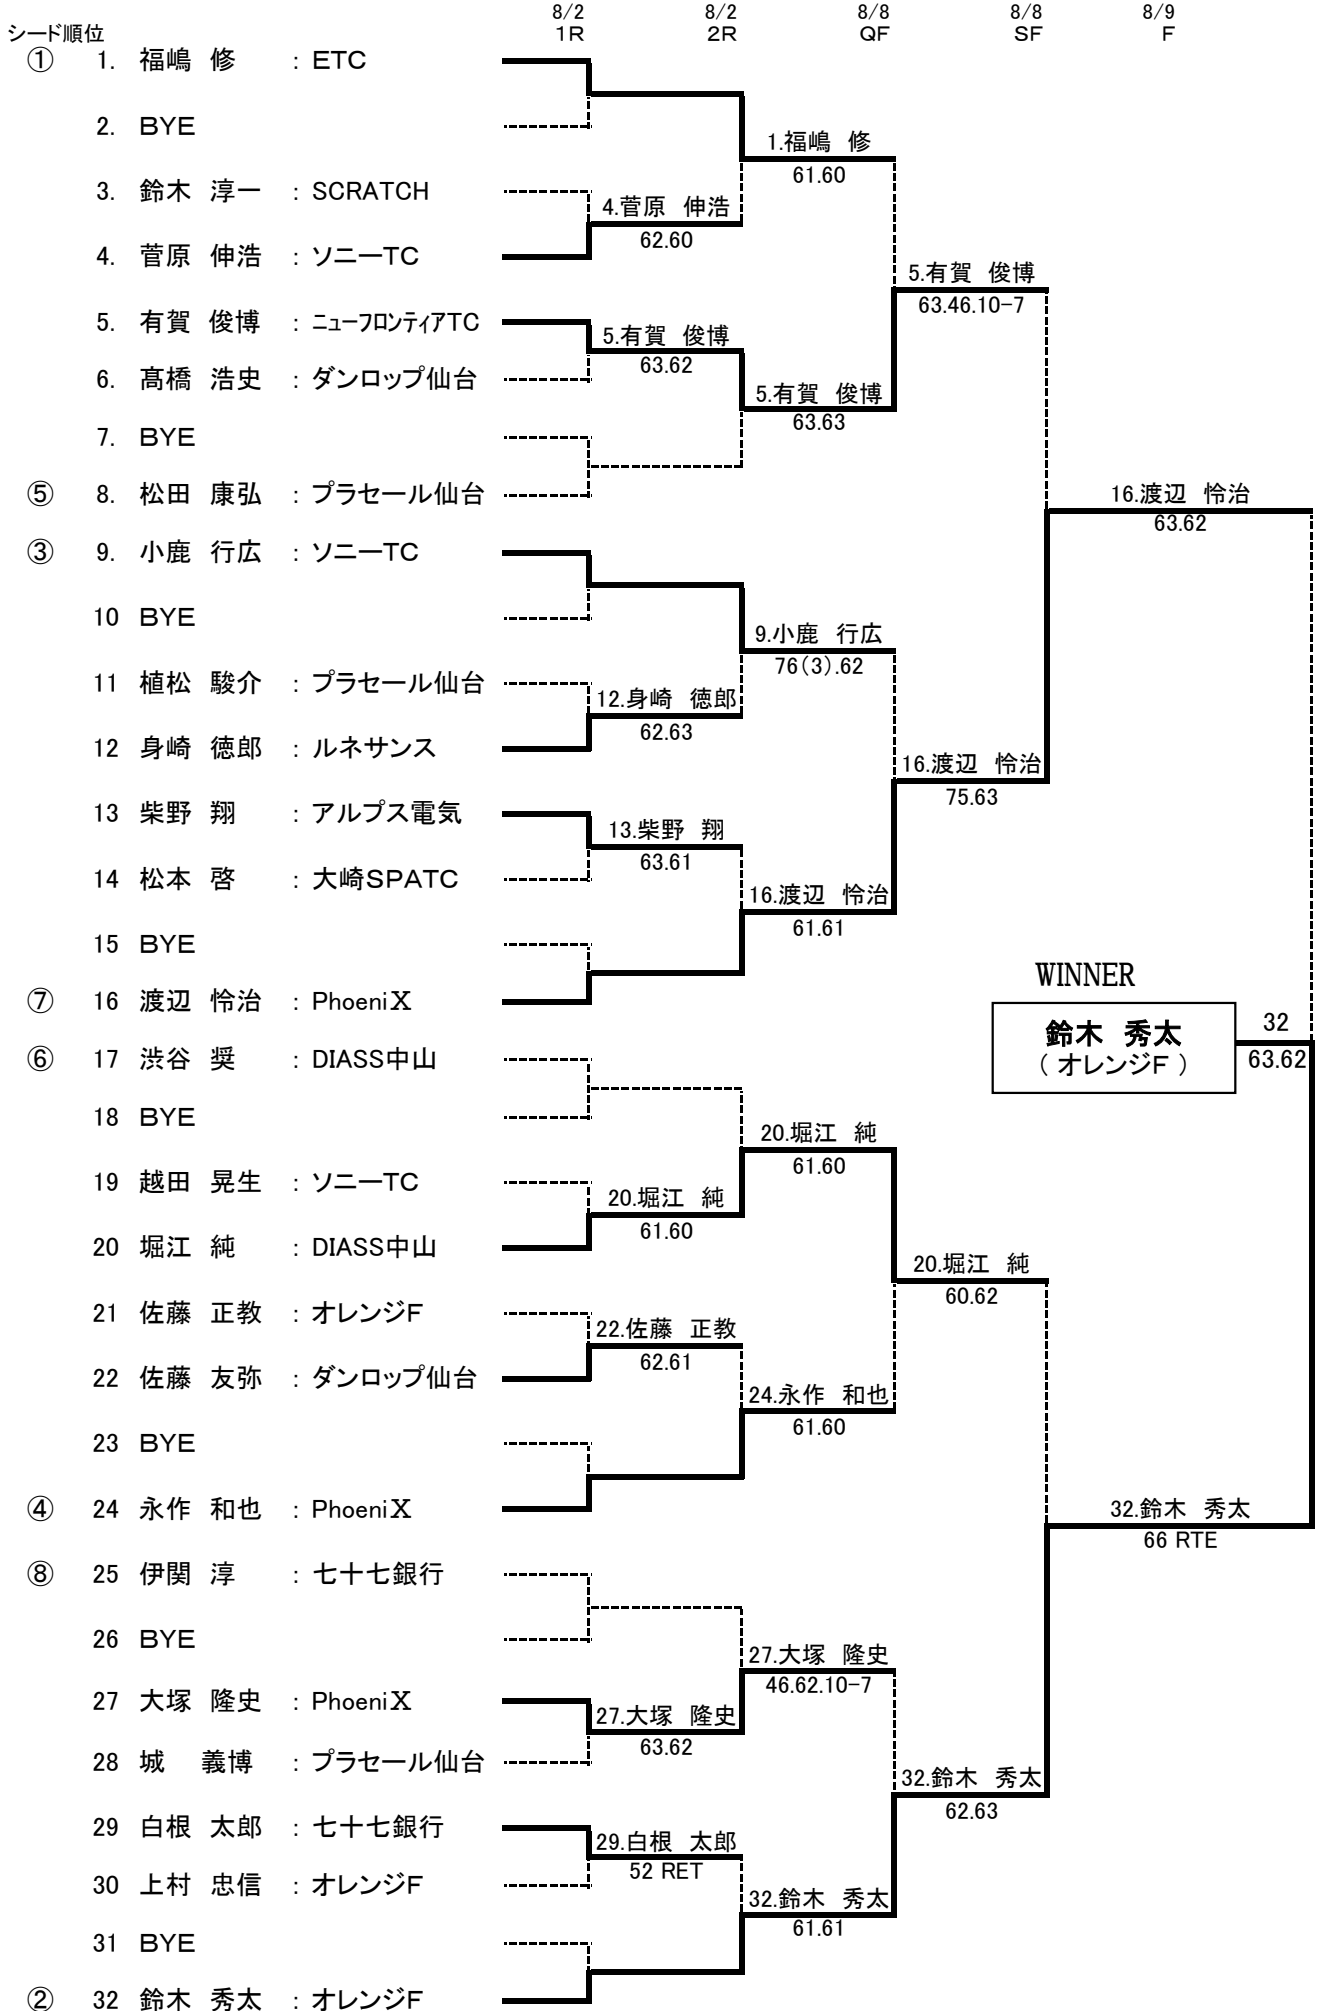 8/2 8/2 8/8 8/8 8/9
シード順位 1R 2R QF SF F
① 1. 福嶋 修 : ETC
2. BYE
1.福嶋 修
61.60
3. 鈴木 淳一 : SCRATCH
4.菅原 伸浩
62.60
4. 菅原 伸浩 : ソニーTC
5.有賀 俊博
63.46.10-7
5. 有賀 俊博 : ニューフロンティアTC
5.有賀 俊博
63.62
6. 髙橋 浩史 : ダンロップ仙台
5.有賀 俊博
63.63
7. BYE
⑤ 8. 松田 康弘 : プラセール仙台
16.渡辺 怜治
63.62
③ 9. 小鹿 行広 : ソニーTC
10 BYE
9.小鹿 行広
76(3).62
11 植松 駿介 : プラセール仙台
12.身崎 徳郎
62.63
12 身崎 徳郎 : ルネサンス
16.渡辺 怜治
75.63
13 柴野 翔 : アルプス電気
13.柴野 翔
63.61
14 松本 啓 : 大崎SPATC
16.渡辺 怜治
61.61
15 BYE
WINNER
⑦ 16 渡辺 怜治 : PhoeniX
鈴木 秀太 32
( オレンジF ) 63.62
⑥ 17 渋谷 奨 : DIASS中山
18 BYE
20.堀江 純
61.60
19 越田 晃生 : ソニーTC
20.堀江 純
61.60
20 堀江 純 : DIASS中山
20.堀江 純
60.62
21 佐藤 正教 : オレンジF
22.佐藤 正教
62.61
22 佐藤 友弥 : ダンロップ仙台
24.永作 和也
61.60
23 BYE
④ 24 永作 和也 : PhoeniX
32.鈴木 秀太
66 RTE
⑧ 25 伊関 淳 : 七十七銀行
26 BYE
27.大塚 隆史
46.62.10-7
27 大塚 隆史 : PhoeniX
27.大塚 隆史
63.62
28 城 義博 : プラセール仙台
32.鈴木 秀太
62.63
29 白根 太郎 : 七十七銀行
29.白根 太郎
52 RET
30 上村 忠信 : オレンジF
32.鈴木 秀太
61.61
31 BYE
② 32 鈴木 秀太 : オレンジF